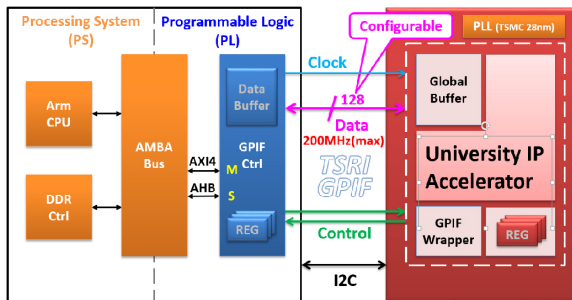 Processing System
(PS)
Programmable Logic
(PL)
Configurable
PLL (TSMC 28nm)
Arm
CPU
DDR
Ctrl
AMBA
Bus
AXI4
AHB
Data
Buffer
GPIF
Ctrl
M
S
REG
Clock
128
Data
200MHz(max)
TSRI
GPIF
Control
I2C
Global
Buffer
University IP
Accelerator
GPIF
Wrapper
REG